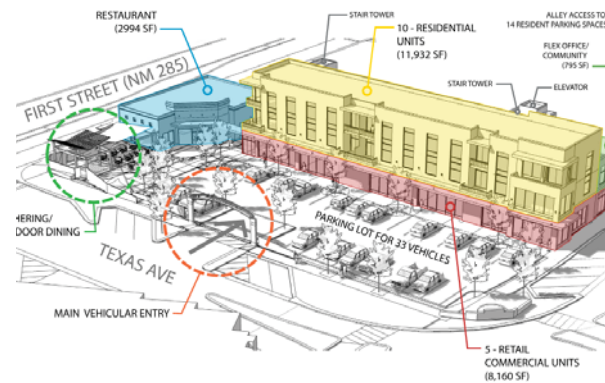 RESTAURANT
(2994 SF)
STAIR TOWER
10 - RESIDENTIAL
UNITS
(11,932 SF)
ALLEY ACCESS TO
14 RESIDENT PARKING SPACES
FLEX OFFICE/
COMMUNITY
(795 SF)
STAIR TOWER
ELEVATOR
FIRST STREET (NM 285)
HERING/
DOOR DINING
TEXAS AVE
PARKING LOT FOR 33 VEHICLES
MAIN VEHICULAR ENTRY
5 - RETAIL
COMMERCIAL UNITS
(8,160 SF)